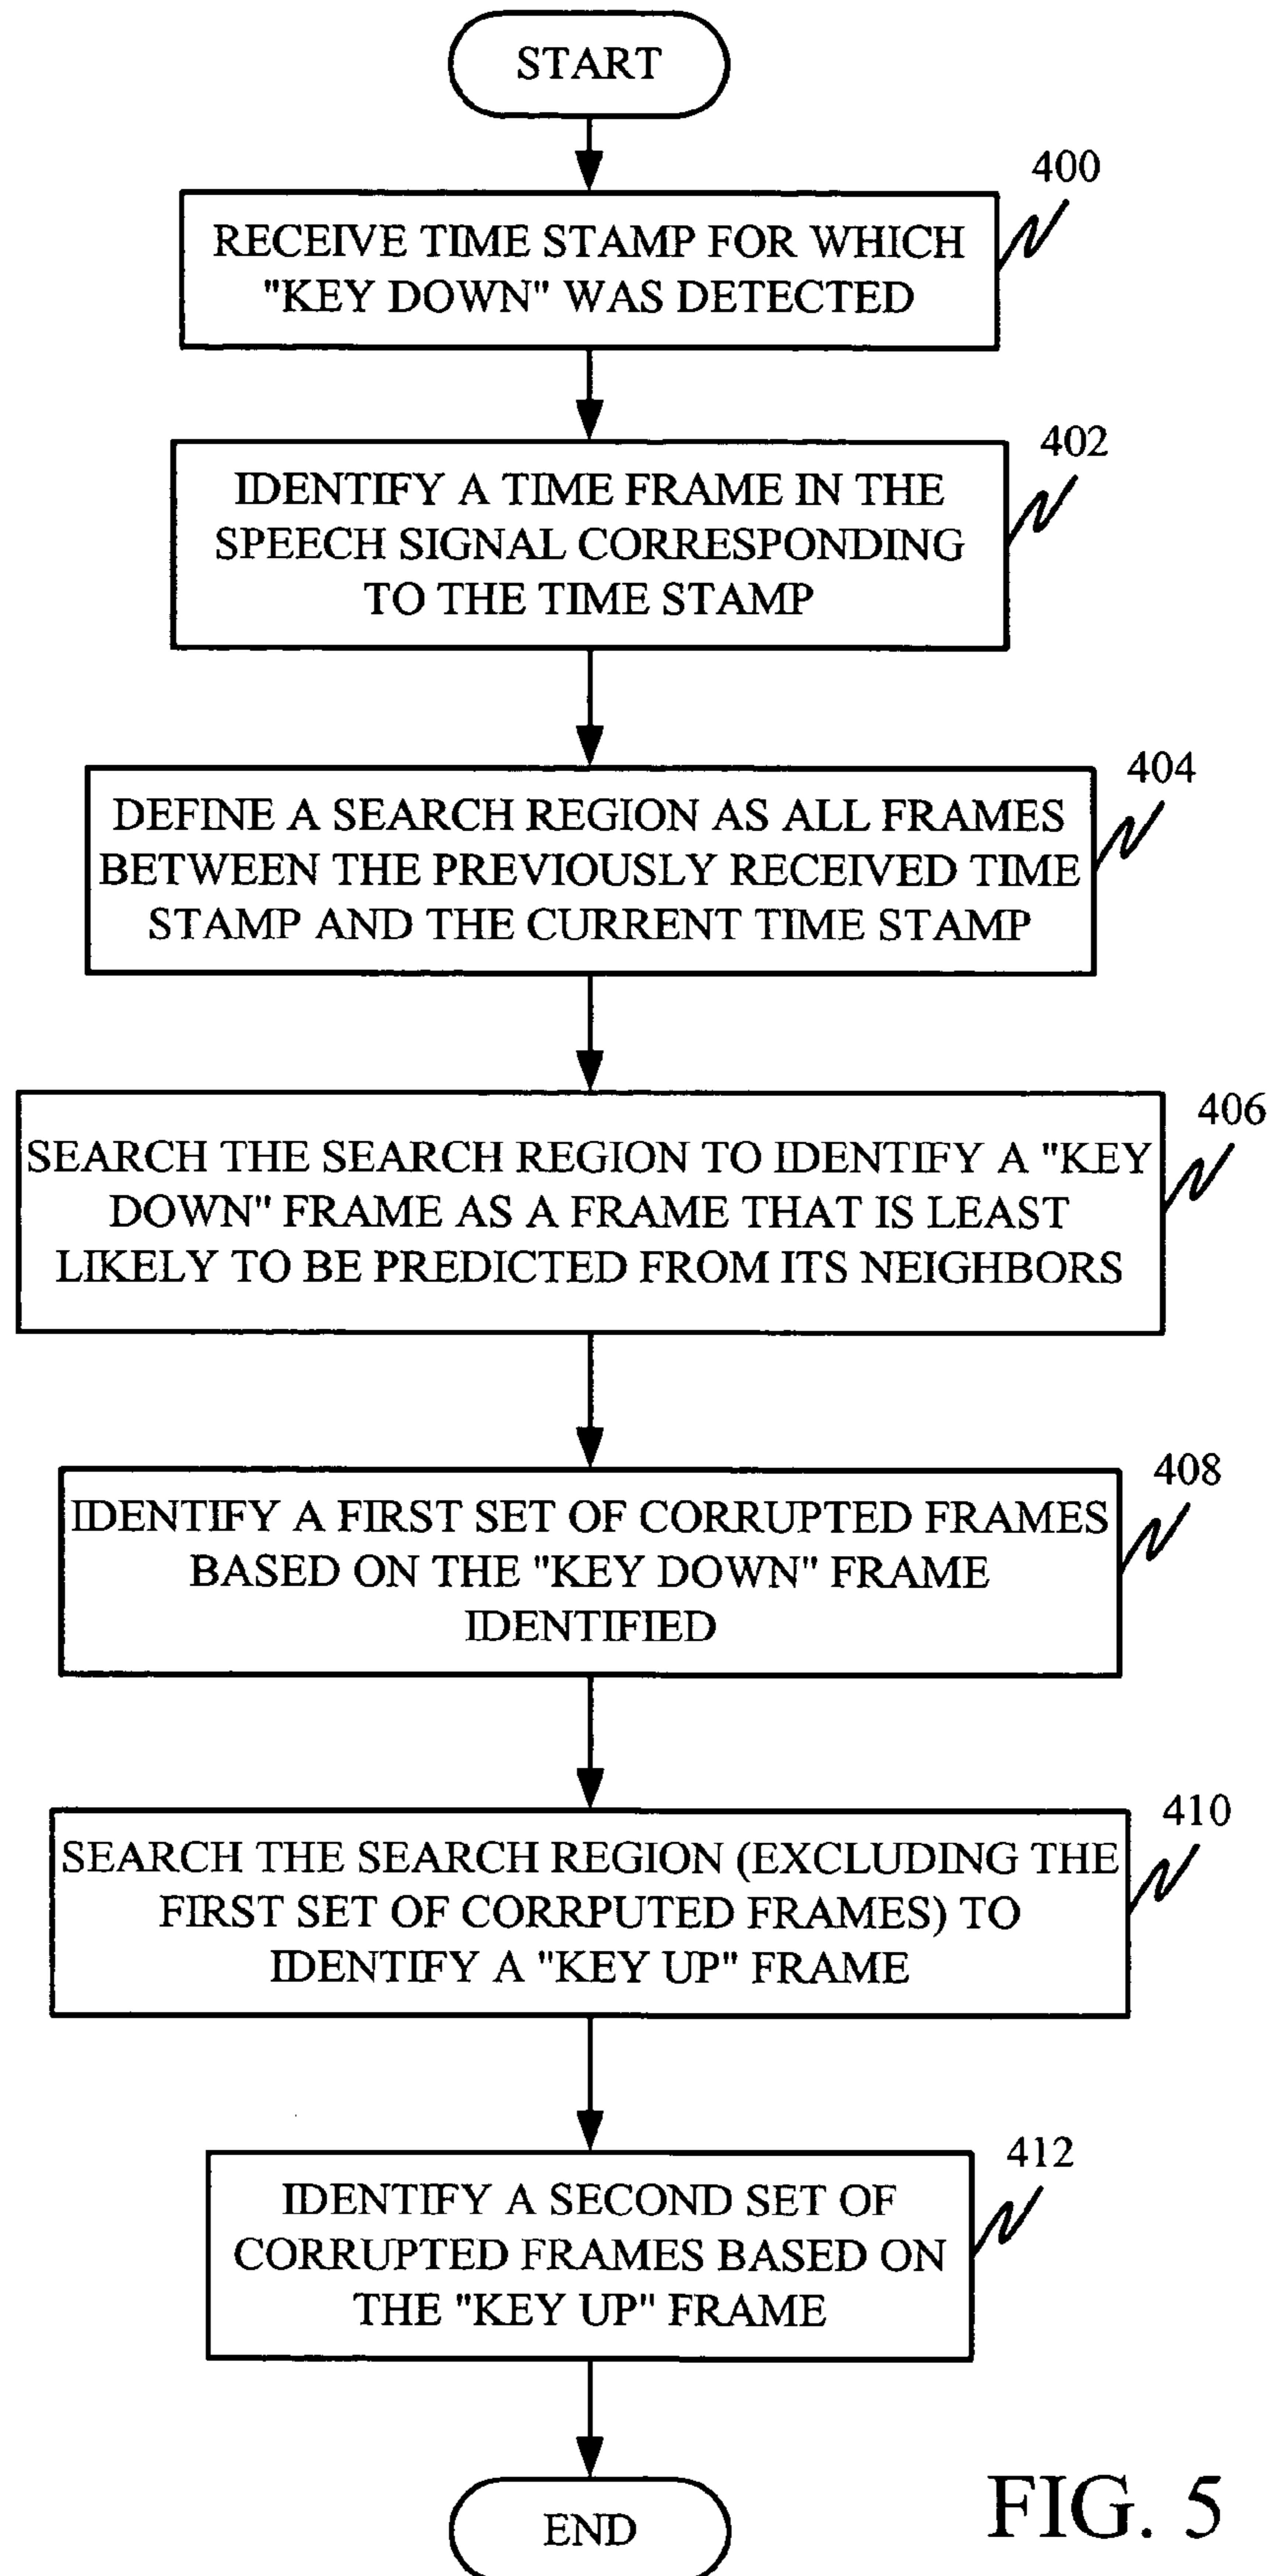 START
400
RECEIVE TIME STAMP FOR WHICH
"KEY DOWN" WAS DETECTED
402
IDENTIFY A TIME FRAME IN THE
SPEECH SIGNAL CORRESPONDING
TO THE TIME STAMP
404
DEFINE A SEARCH REGION AS ALL FRAMES
BETWEEN THE PREVIOUSLY RECEIVED TIME
STAMP AND THE CURRENT TIME STAMP
406
SEARCH THE SEARCH REGION TO IDENTIFY A "KEY
DOWN" FRAME AS A FRAME THAT IS LEAST
LIKELY TO BE PREDICTED FROM ITS NEIGHBORS
408
IDENTIFY A FIRST SET OF CORRUPTED FRAMES
BASED ON THE "KEY DOWN" FRAME
IDENTIFIED
410
SEARCH THE SEARCH REGION (EXCLUDING THE
FIRST SET OF CORRPUTED FRAMES) TO
IDENTIFY A "KEY UP" FRAME
412
IDENTIFY A SECOND SET OF
CORRUPTED FRAMES BASED ON
THE "KEY UP" FRAME
END
FIG. 5